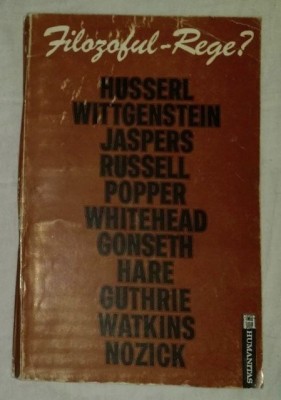 Filozoful-Rege?
HUSSERL
WITTGENSTEIN
JASPERS
RUSSELL
POPPER
WHITEHEAD
GONSETH
HARE
GUTHRIE
WATKINS
NOZICK
HUMANITAS